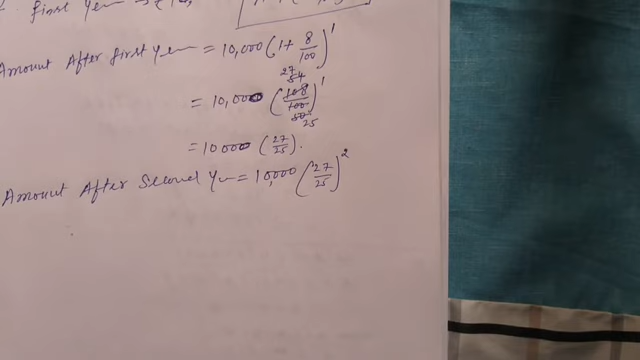 first year
Amount After first year = 10,000 (1+ 8/100)^1
27 54
= 10,000 (108/100)^1
50 25
= 10000 (27/25).
Amount After Second Yr = 10,000 (27/25)^2